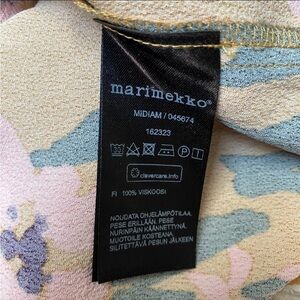 marimekko®
MiDiAM / 045674
162323
clevercare.info
FI 100% VISKOOSI
NOUDATA OHJELÄMPÖTILAA.
PESE ERILLÄÄN. PESE
NURINPÄIN KÄÄNNETTYNÄ.
MUOTOILE KOSTEANA.
SILITETTÄVÄ PESUN JÄLKEEN